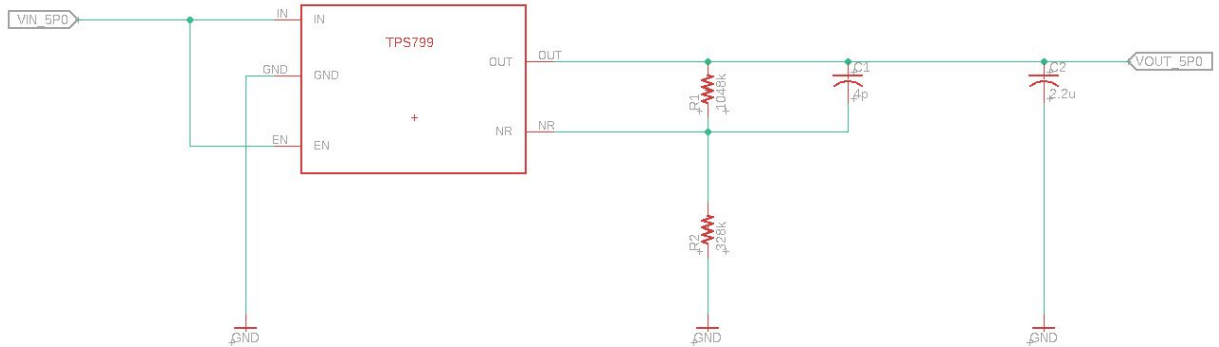 VIN_5P0
IN
IN
TPS799
OUT
OUT
VOUT_5P0
GND
GND
R1
1048k
C1
4p
C2
2.2u
NR
NR
EN
EN
R2
328k
GND
GND
GND